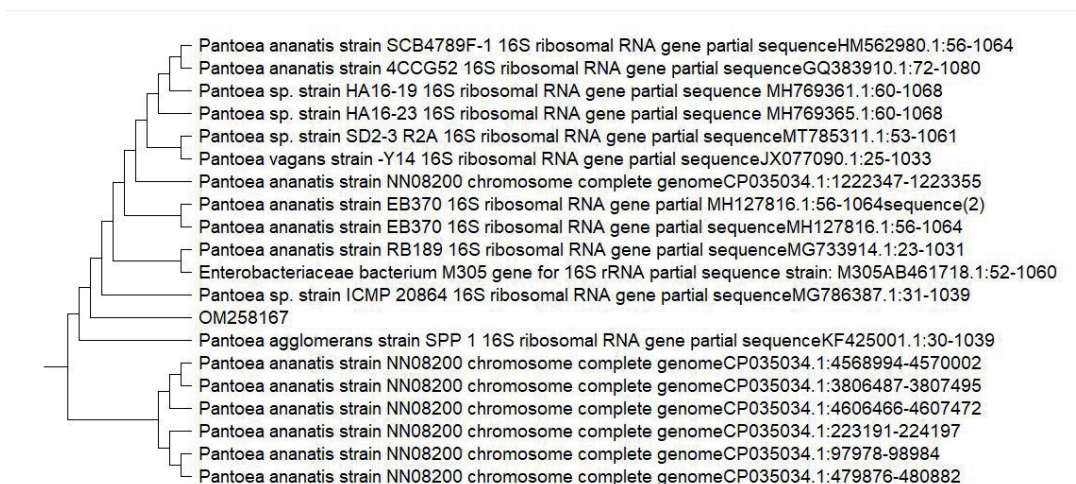 Pantoea ananatis strain SCB4789F-1 16S ribosomal RNA gene partial sequenceHM562980.1:56-1064
Pantoea ananatis strain 4CCG52 16S ribosomal RNA gene partial sequenceGQ383910.1:72-1080
Pantoea sp. strain HA16-19 16S ribosomal RNA gene partial sequence MH769361.1:60-1068
Pantoea sp. strain HA16-23 16S ribosomal RNA gene partial sequence MH769365.1:60-1068
Pantoea sp. strain SD2-3 R2A 16S ribosomal RNA gene partial sequenceMT785311.1:53-1061
Pantoea vagans strain -Y14 16S ribosomal RNA gene partial sequenceJX077090.1:25-1033
Pantoea ananatis strain NN08200 chromosome complete genomeCP035034.1:1222347-1223355
Pantoea ananatis strain EB370 16S ribosomal RNA gene partial MH127816.1:56-1064sequence(2)
Pantoea ananatis strain EB370 16S ribosomal RNA gene partial sequenceMH127816.1:56-1064
Pantoea ananatis strain RB189 16S ribosomal RNA gene partial sequenceMG733914.1:23-1031
Enterobacteriaceae bacterium M305 gene for 16S rRNA partial sequence strain: M305AB461718.1:52-1060
Pantoea sp. strain ICMP 20864 16S ribosomal RNA gene partial sequenceMG786387.1:31-1039
OM258167
Pantoea agglomerans strain SPP 1 16S ribosomal RNA gene partial sequenceKF425001.1:30-1039
Pantoea ananatis strain NN08200 chromosome complete genomeCP035034.1:4568994-4570002
Pantoea ananatis strain NN08200 chromosome complete genomeCP035034.1:3806487-3807495
Pantoea ananatis strain NN08200 chromosome complete genomeCP035034.1:4606466-4607472
Pantoea ananatis strain NN08200 chromosome complete genomeCP035034.1:223191-224197
Pantoea ananatis strain NN08200 chromosome complete genomeCP035034.1:97978-98984
Pantoea ananatis strain NN08200 chromosome complete genomeCP035034.1:479876-480882